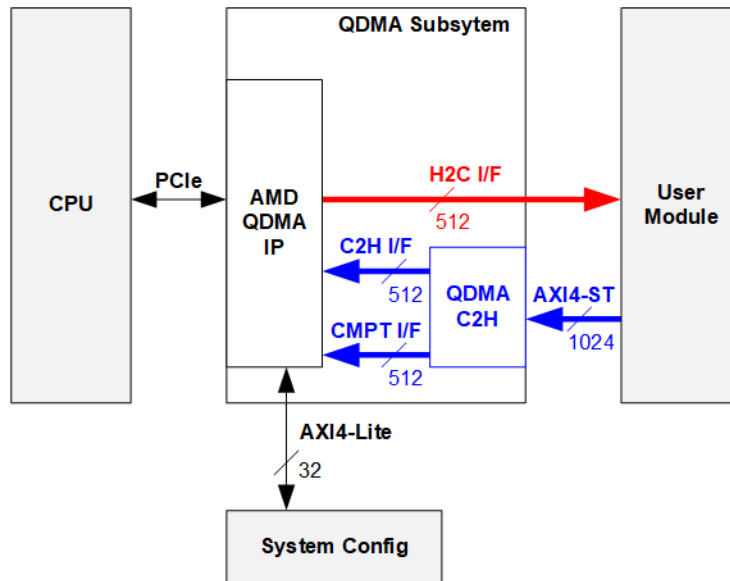 QDMA Subsytem
PCIe
CPU
AMD
QDMA
IP
H2C I/F
512
User
Module
C2H I/F
512
QDMA
C2H
AXI4-ST
1024
CMPT I/F
512
AXI4-Lite
32
System Config